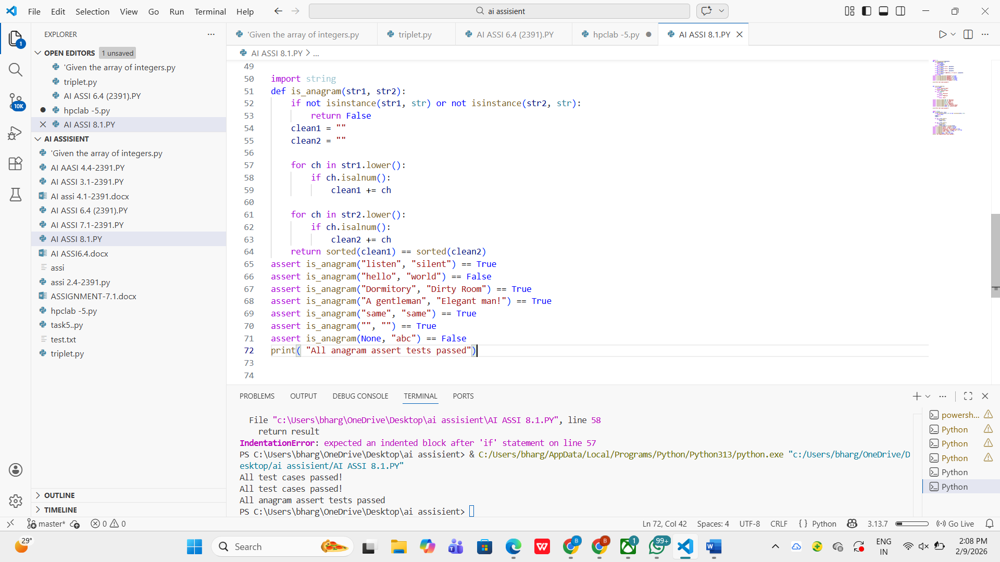 File Edit Selection View Go Run Terminal Help
ai assisient
EXPLORER
OPEN EDITORS 1 unsaved
'Given the array of integers.py
triplet.py
AI ASSI 6.4 (2391).PY
hpclab -5.py
AI ASSI 8.1.PY
AI ASSISIENT
'Given the array of integers.py
AI AASI 4.4-2391.PY
AI ASSI 3.1-2391.PY
AI assi 4.1-2391.docx
AI ASSI 6.4 (2391).PY
AI ASSI 7.1-2391.PY
AI ASSI 8.1.PY
AI ASSI6.4.docx
assi
assi 2.4-2391.py
ASSIGNMENT-7.1.docx
hpclab -5.py
task5..py
test.txt
triplet.py
OUTLINE
TIMELINE
1
10K
'Given the array of integers.py triplet.py AI ASSI 6.4 (2391).PY hpclab -5.py AI ASSI 8.1.PY
AI ASSI 8.1.PY > ...
49
50 import string
51 def is_anagram(str1, str2):
52 if not isinstance(str1, str) or not isinstance(str2, str):
53 return False
54 clean1 = ""
55 clean2 = ""
56
57 for ch in str1.lower():
58 if ch.isalnum():
59 clean1 += ch
60
61 for ch in str2.lower():
62 if ch.isalnum():
63 clean2 += ch
64 return sorted(clean1) == sorted(clean2)
65 assert is_anagram("listen", "silent") == True
66 assert is_anagram("hello", "world") == False
67 assert is_anagram("Dormitory", "Dirty Room") == True
68 assert is_anagram("A gentleman", "Elegant man!") == True
69 assert is_anagram("same", "same") == True
70 assert is_anagram("", "") == True
71 assert is_anagram(None, "abc") == False
72 print( "All anagram assert tests passed")
73
74
PROBLEMS OUTPUT DEBUG CONSOLE TERMINAL PORTS
File "c:\Users\bharg\OneDrive\Desktop\ai assisient\AI ASSI 8.1.PY", line 58
return result
IndentationError: expected an indented block after 'if' statement on line 57
PS C:\Users\bharg\OneDrive\Desktop\ai assisient> & C:/Users/bharg/AppData/Local/Programs/Python/Python313/python.exe "c:/Users/bharg/OneDrive/D
esktop/ai assisient/AI ASSI 8.1.PY"
All test cases passed!
All test cases passed!
All anagram assert tests passed
PS C:\Users\bharg\OneDrive\Desktop\ai assisient>
powersh...
Python
Python
Python
Python
Python
master* 0 0 Ln 72, Col 42 Spaces: 4 UTF-8 CRLF { } Python 3.13.7 Go Live
29°
Search
B B 1 99+
ENG
IN
2:08 PM
2/9/2026